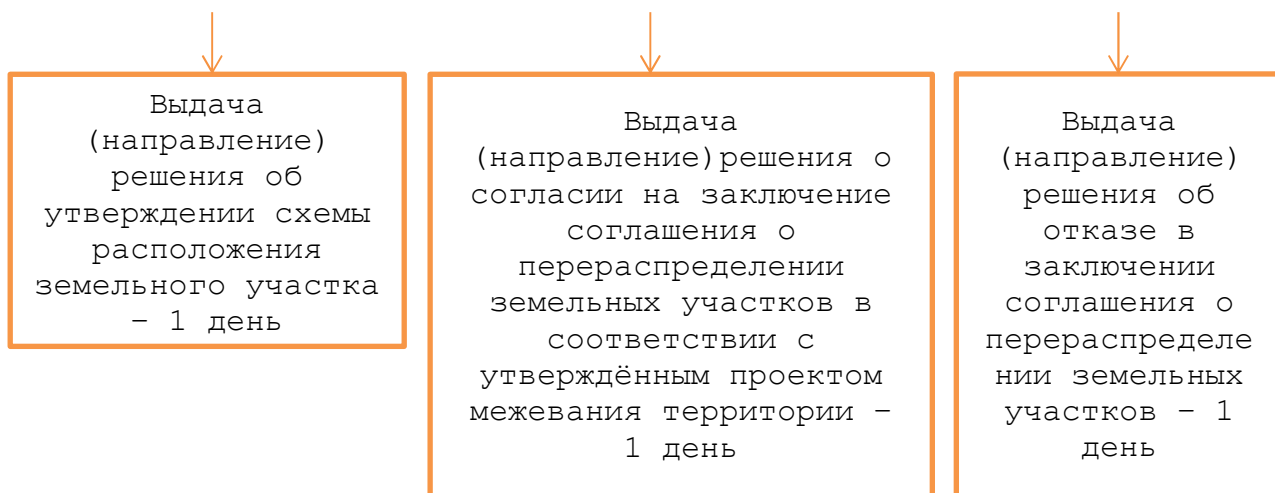 Выдача
(направление)
решения об
утверждении схемы
расположения
земельного участка
– 1 день
Выдача
(направление)решения о
согласии на заключение
соглашения о
перераспределении
земельных участков в
соответствии с
утверждённым проектом
межевания территории –
1 день
Выдача
(направление)
решения об
отказе в
заключении
соглашения о
перераспределе
нии земельных
участков – 1
день